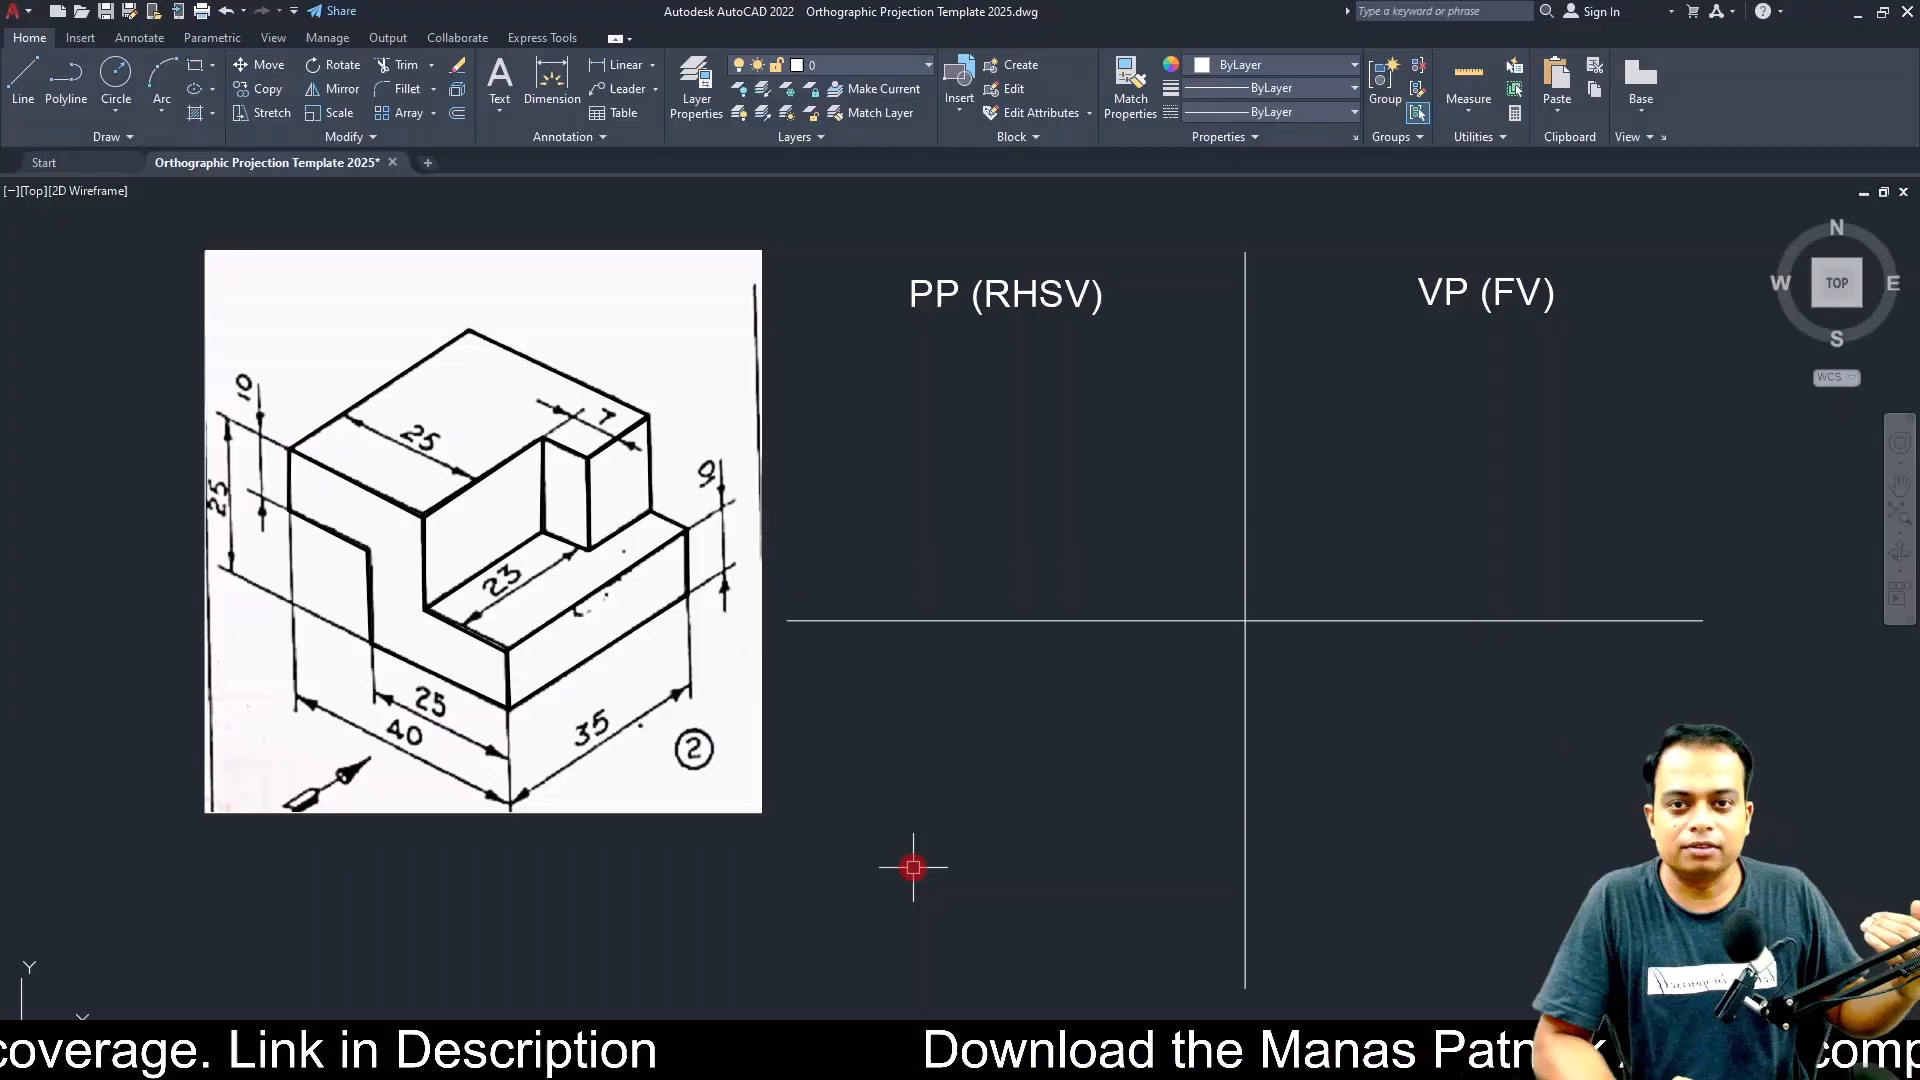 Share
Autodesk AutoCAD 2022 Orthographic Projection Template 2025.dwg
Type a keyword or phrase
Sign In
Home Insert Annotate Parametric View Manage Output Collaborate Express Tools
Line
Polyline
Circle
Arc
Move
Rotate
Trim
Copy
Mirror
Fillet
Stretch
Scale
Array
Text
Dimension
Linear
Leader
Table
Layer
Properties
0
Make Current
Match Layer
Insert
Create
Edit
Edit Attributes
Match
Properties
ByLayer
ByLayer
ByLayer
Group
Measure
Paste
Base
Draw
Modify
Annotation
Layers
Block
Properties
Groups
Utilities
Clipboard
View
Start
Orthographic Projection Template 2025*
[−][Top][2D Wireframe]
PP (RHSV)
VP (FV)
N
W
TOP
E
S
WCS
10
25
25
7
23
25
40
35
2
Y
coverage. Link in Description
Download the Manas